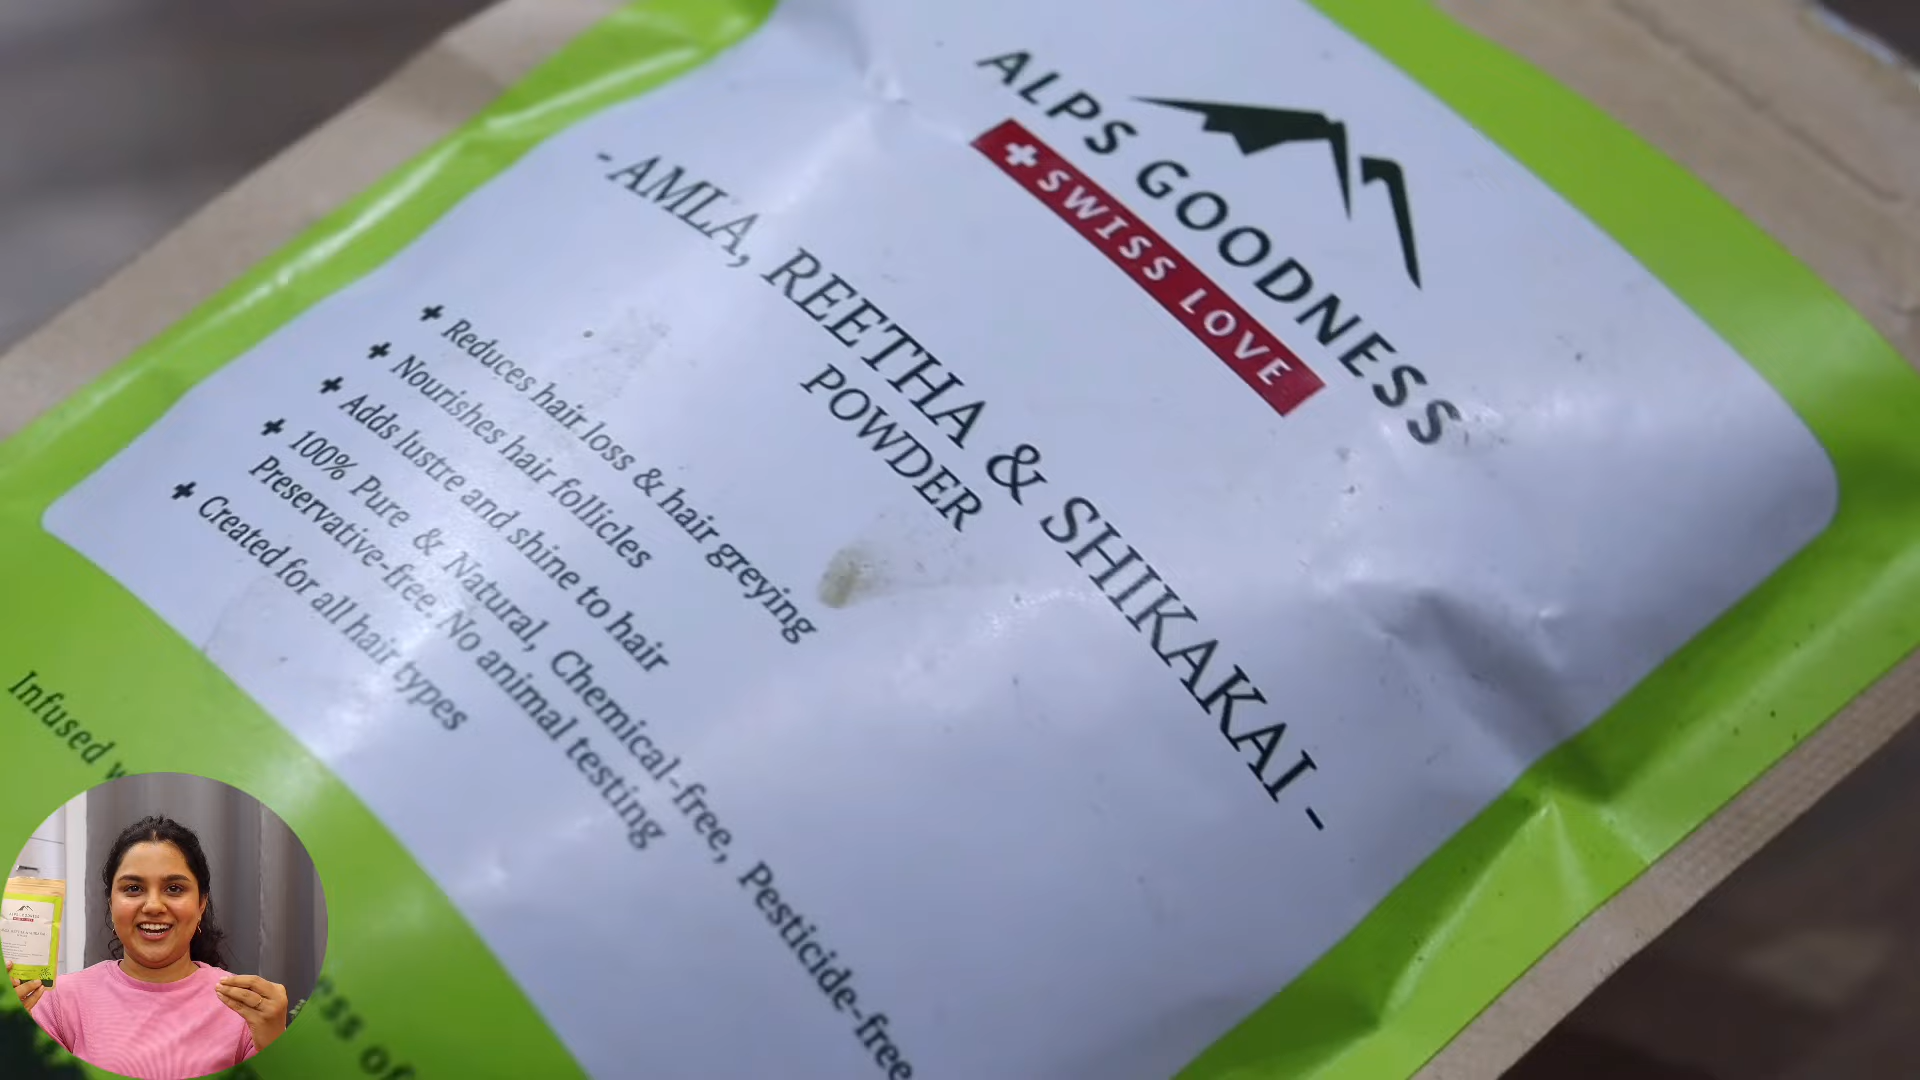 ALPS GOODNESS
SWISS LOVE
- AMLA, REETHA & SHIKAKAI -
POWDER
Reduces hair loss & hair greying
Nourishes hair follicles
Adds lustre and shine to hair
100% Pure & Natural, Chemical-free, Pesticide-free
Preservative-free. No animal testing
Created for all hair types
Infused
of